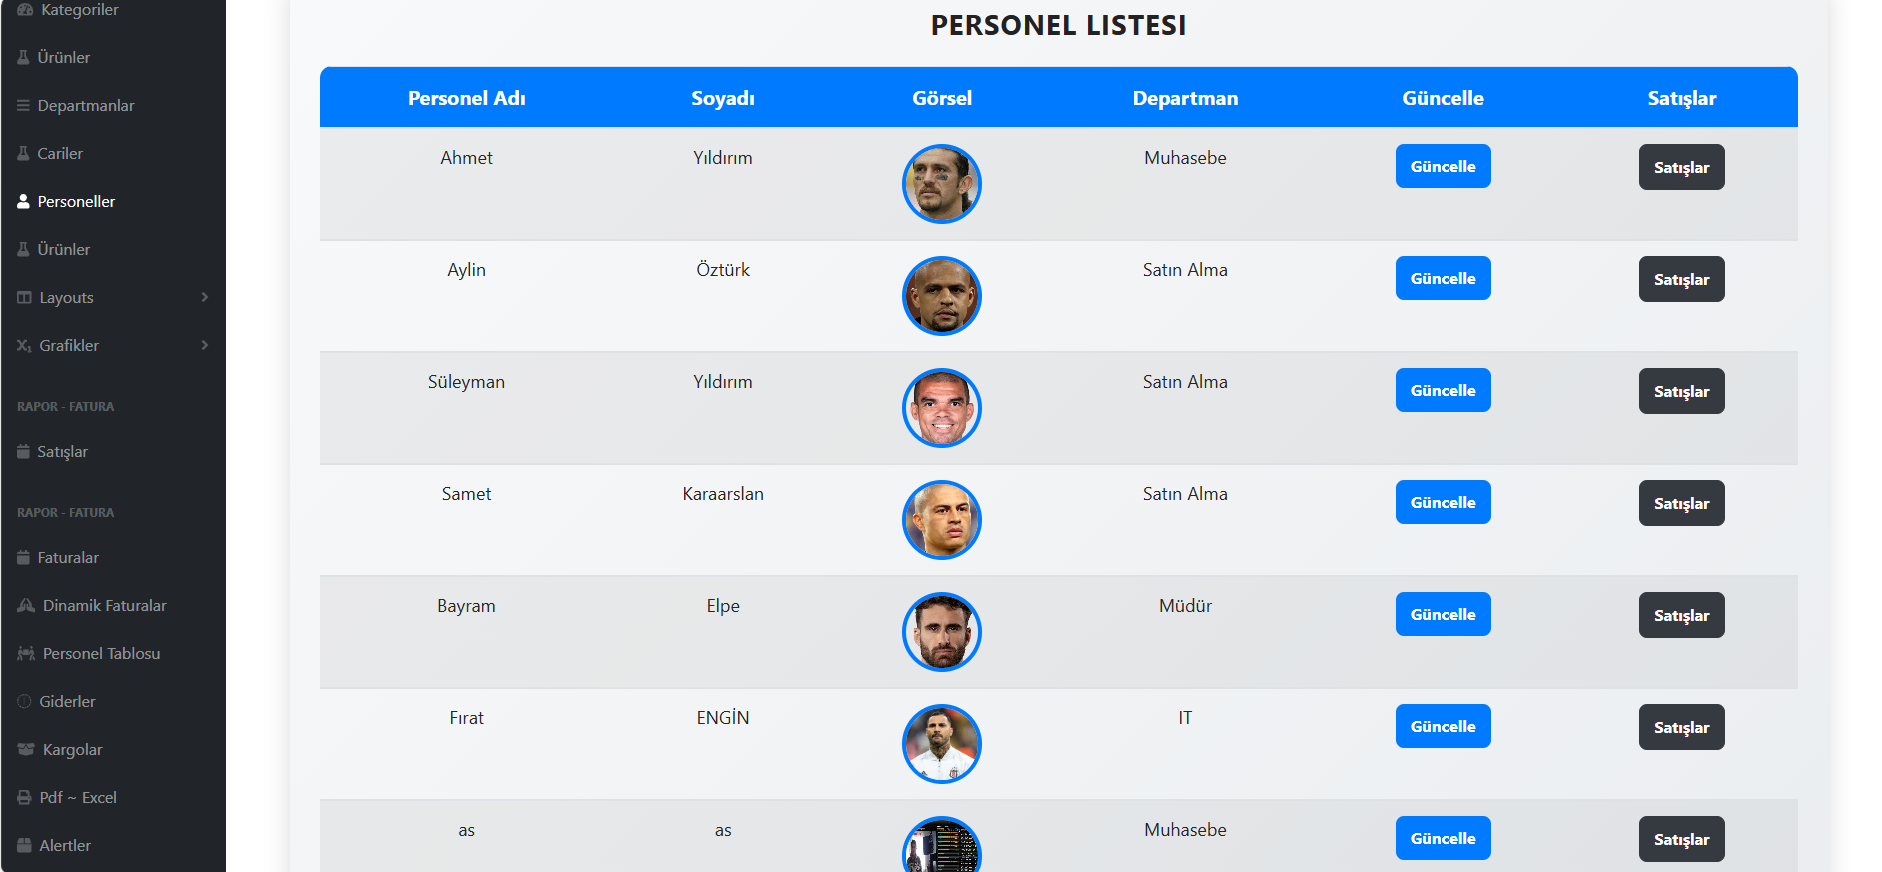 Kategoriler
Ürünler
Departmanlar
Cariler
Personeller
Ürünler
Layouts
Grafikler
RAPOR - FATURA
Satışlar
RAPOR - FATURA
Faturalar
Dinamik Faturalar
Personel Tablosu
Giderler
Kargolar
Pdf ~ Excel
Alertler
PERSONEL LISTESI
Personel Adı Soyadı Görsel Departman Güncelle Satışlar
Ahmet Yıldırım Muhasebe Güncelle Satışlar
Aylin Öztürk Satın Alma Güncelle Satışlar
Süleyman Yıldırım Satın Alma Güncelle Satışlar
Samet Karaarslan Satın Alma Güncelle Satışlar
Bayram Elpe Müdür Güncelle Satışlar
Fırat ENGİN IT Güncelle Satışlar
as as Muhasebe Güncelle Satışlar